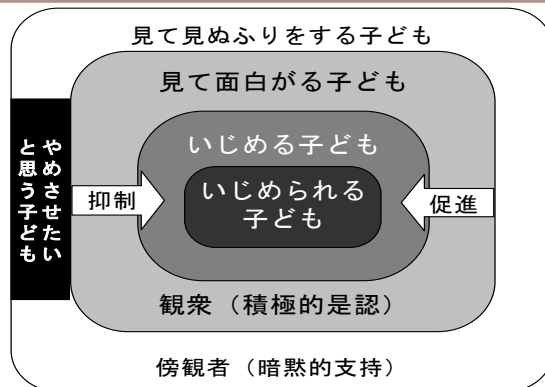 見て見ぬふりをする子ども
見て面白がる子ども
いじめる子ども
いじめられる
子ども
やめさせたい
と思う子ども
抑制
促進
観衆（積極的是認）
傍観者（暗黙的支持）